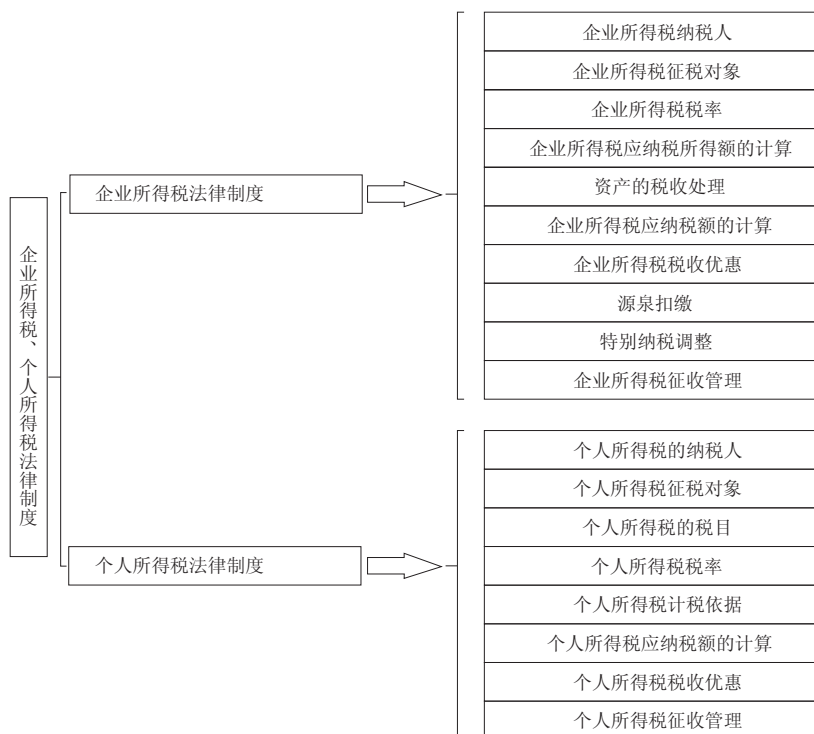 企业所得税、个人所得税法律制度
企业所得税法律制度
企业所得税纳税人
企业所得税征税对象
企业所得税税率
企业所得税应纳税所得额的计算
资产的税收处理
企业所得税应纳税额的计算
企业所得税税收优惠
源泉扣缴
特别纳税调整
企业所得税征收管理
个人所得税法律制度
个人所得税的纳税人
个人所得税征税对象
个人所得税的税目
个人所得税税率
个人所得税计税依据
个人所得税应纳税额的计算
个人所得税税收优惠
个人所得税征收管理